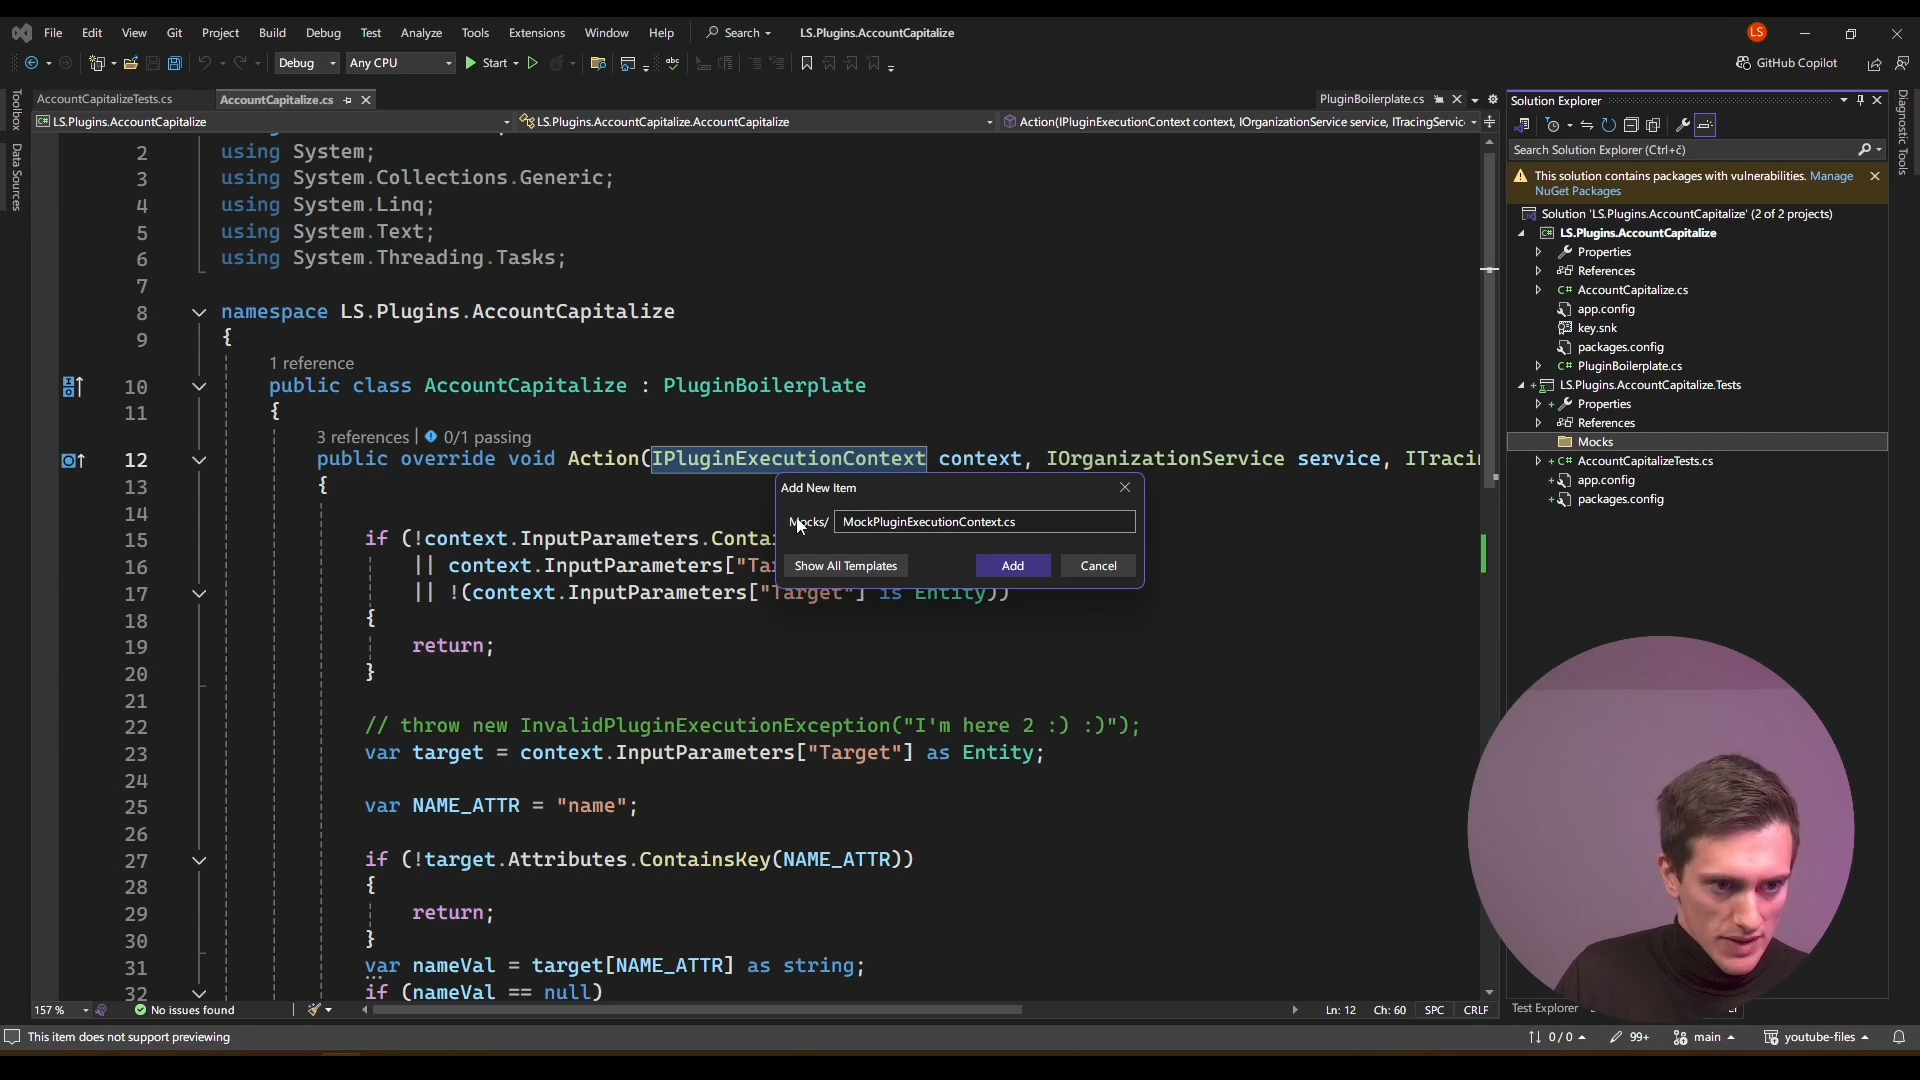 File Edit View Git Project Build Debug Test Analyze Tools Extensions Window Help Search LS.Plugins.AccountCapitalize LS
Debug Any CPU Start GitHub Copilot
AccountCapitalizeTests.cs AccountCapitalize.cs PluginBoilerplate.cs
LS.Plugins.AccountCapitalize LS.Plugins.AccountCapitalize.AccountCapitalize Action(IPluginExecutionContext context, IOrganizationService service, ITracingServic
Toolbox
Data Sources
2 using System;
3 using System.Collections.Generic;
4 using System.Linq;
5 using System.Text;
6 using System.Threading.Tasks;
7
8 namespace LS.Plugins.AccountCapitalize
9 {
1 reference
10 public class AccountCapitalize : PluginBoilerplate
11 {
3 references | 0/1 passing
12 public override void Action(IPluginExecutionContext context, IOrganizationService service, ITraci
13 {
14
15 if (!context.InputParameters.Contai
16 || context.InputParameters["Tar
17 || !(context.InputParameters["Target"] is Entity))
18 {
19 return;
20 }
21
22 // throw new InvalidPluginExecutionException("I'm here 2 :) :)");
23 var target = context.InputParameters["Target"] as Entity;
24
25 var NAME_ATTR = "name";
26
27 if (!target.Attributes.ContainsKey(NAME_ATTR))
28 {
29 return;
30 }
31 var nameVal = target[NAME_ATTR] as string;
32 if (nameVal == null)
Add New Item
Mocks/ MockPluginExecutionContext.cs
Show All Templates Add Cancel
157 % No issues found Ln: 12 Ch: 60 SPC CRLF
Solution Explorer
Search Solution Explorer (Ctrl+č)
This solution contains packages with vulnerabilities. Manage
NuGet Packages
Solution 'LS.Plugins.AccountCapitalize' (2 of 2 projects)
LS.Plugins.AccountCapitalize
Properties
References
C# AccountCapitalize.cs
app.config
key.snk
packages.config
C# PluginBoilerplate.cs
LS.Plugins.AccountCapitalize.Tests
Properties
References
Mocks
C# AccountCapitalizeTests.cs
app.config
packages.config
Test Explorer
Diagnostic Tools
This item does not support previewing 0 / 0 99+ main youtube-files